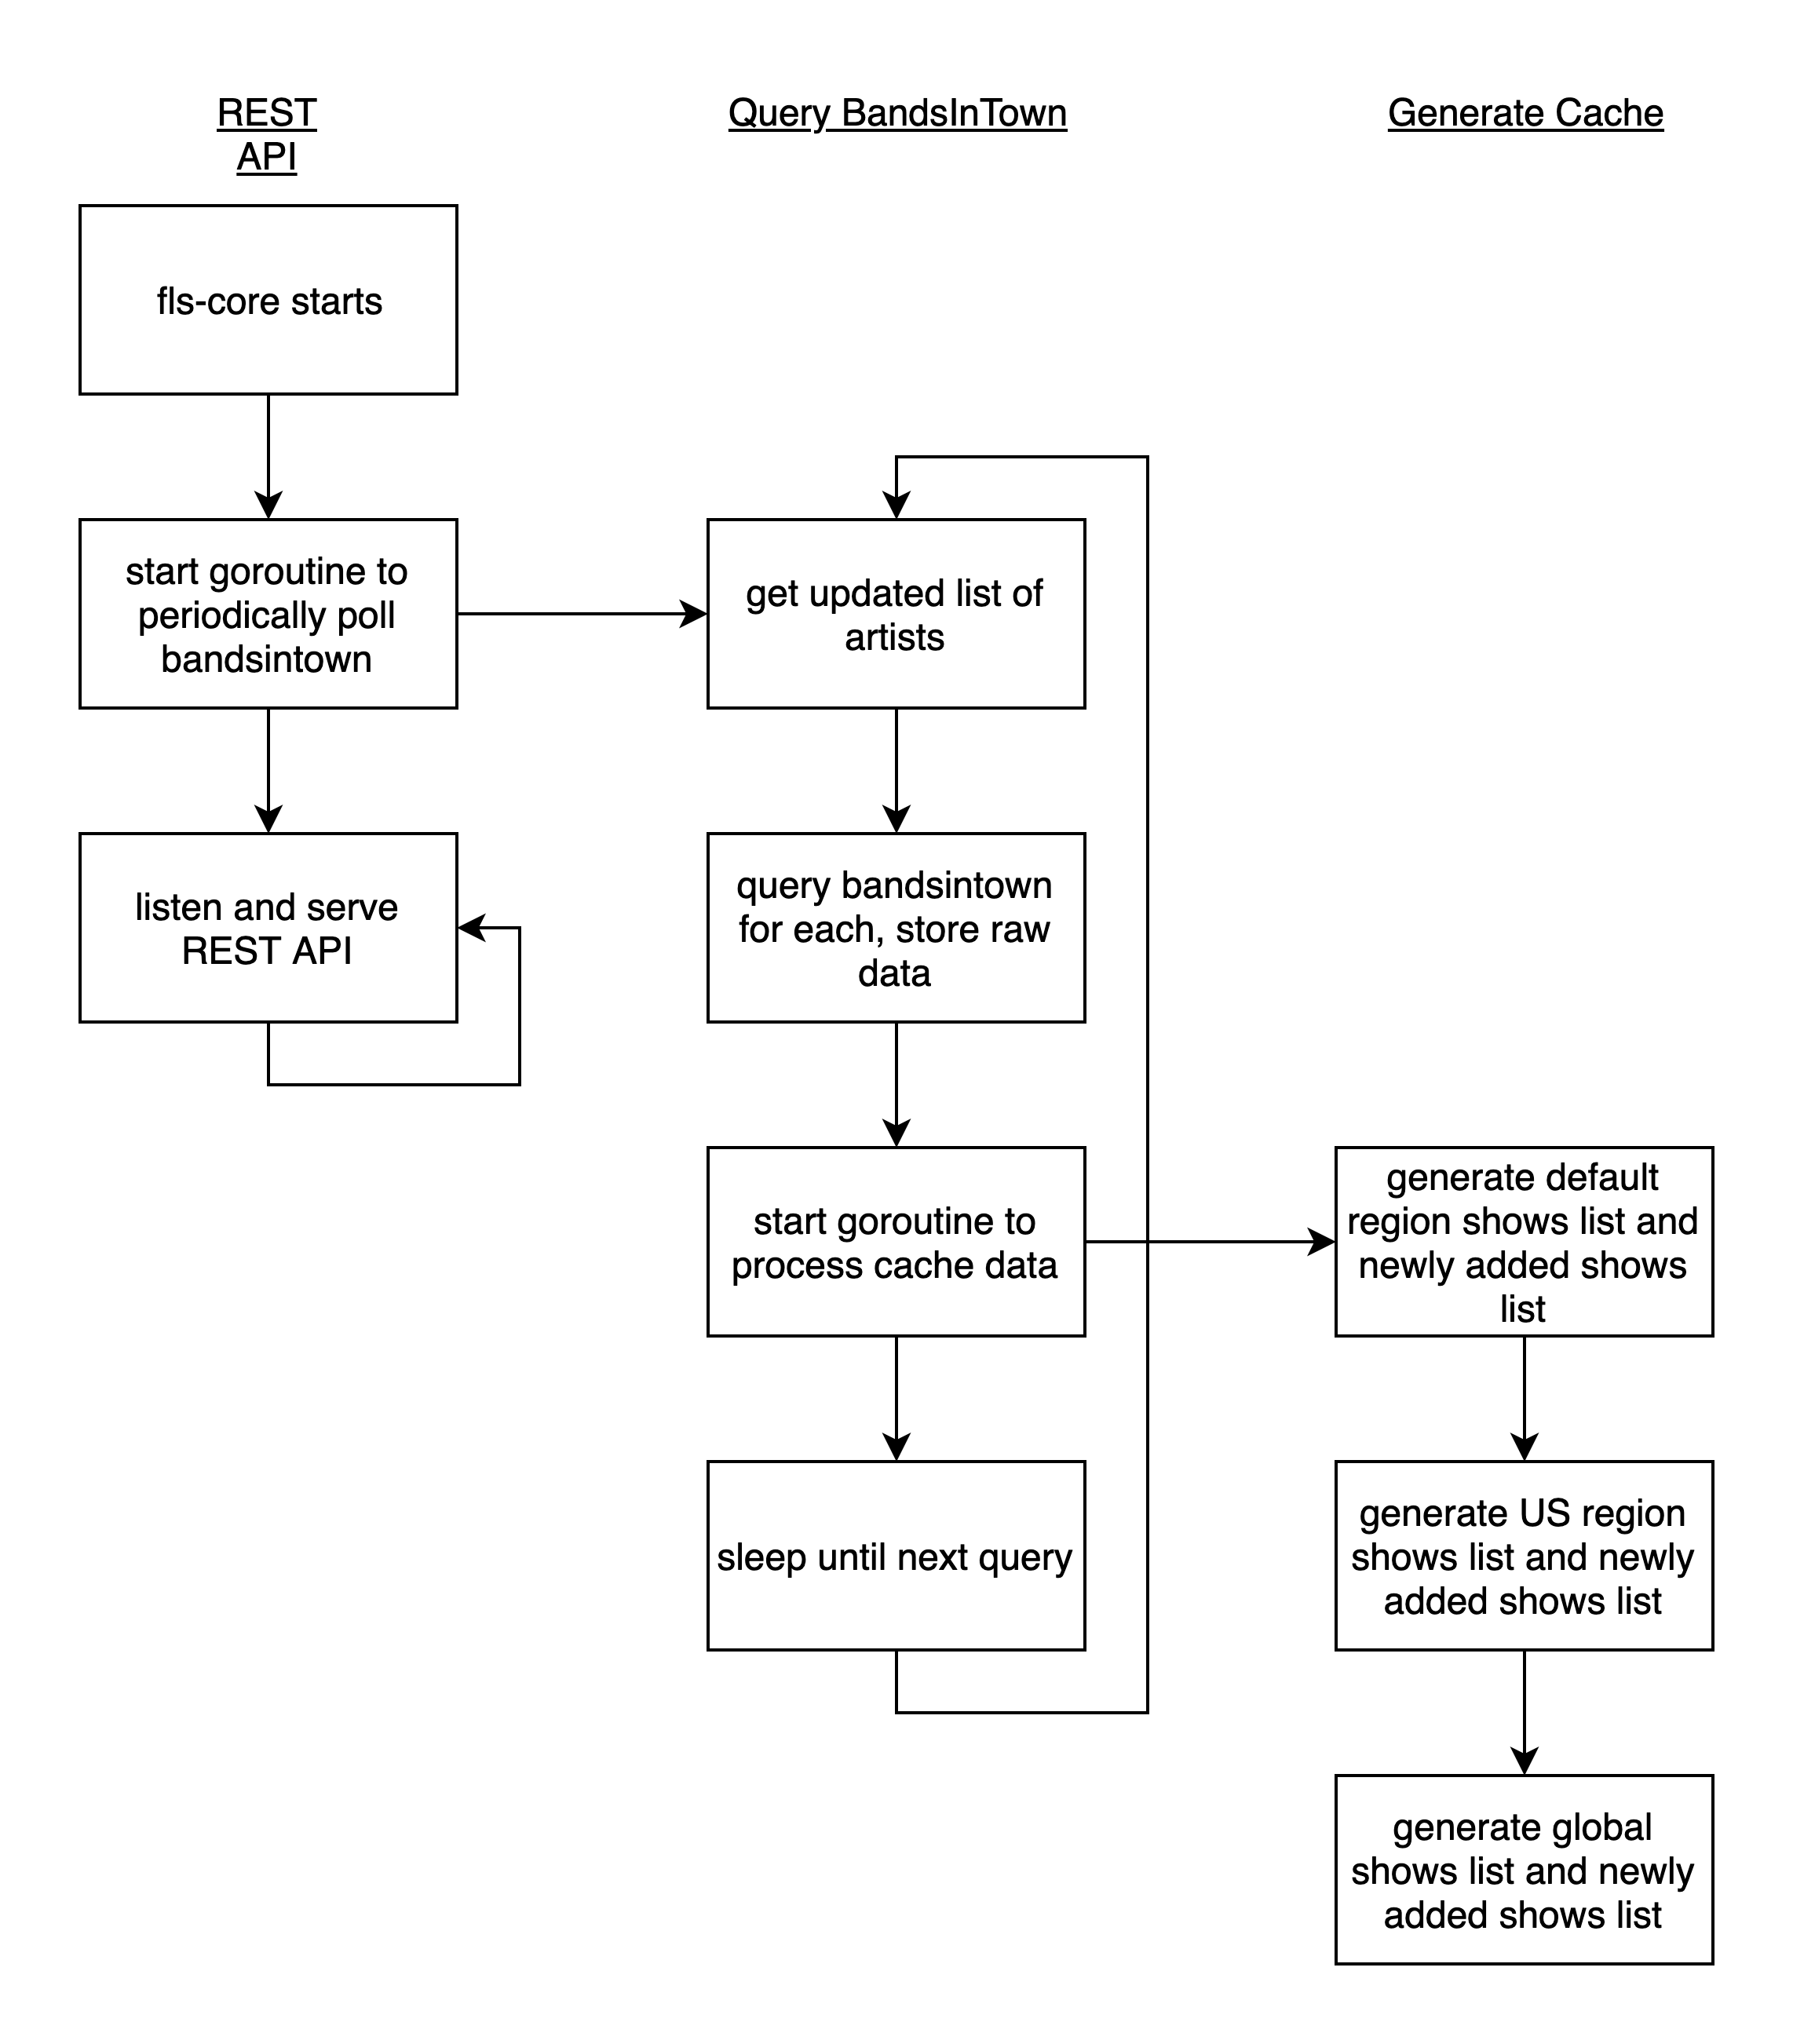 REST
API
Query BandsInTown
Generate Cache
fls-core starts
start goroutine to
periodically poll
bandsintown
get updated list of
artists
listen and serve
REST API
query bandsintown
for each, store raw
data
start goroutine to
process cache data
generate default
region shows list and
newly added shows
list
sleep until next query
generate US region
shows list and newly
added shows list
generate global
shows list and newly
added shows list